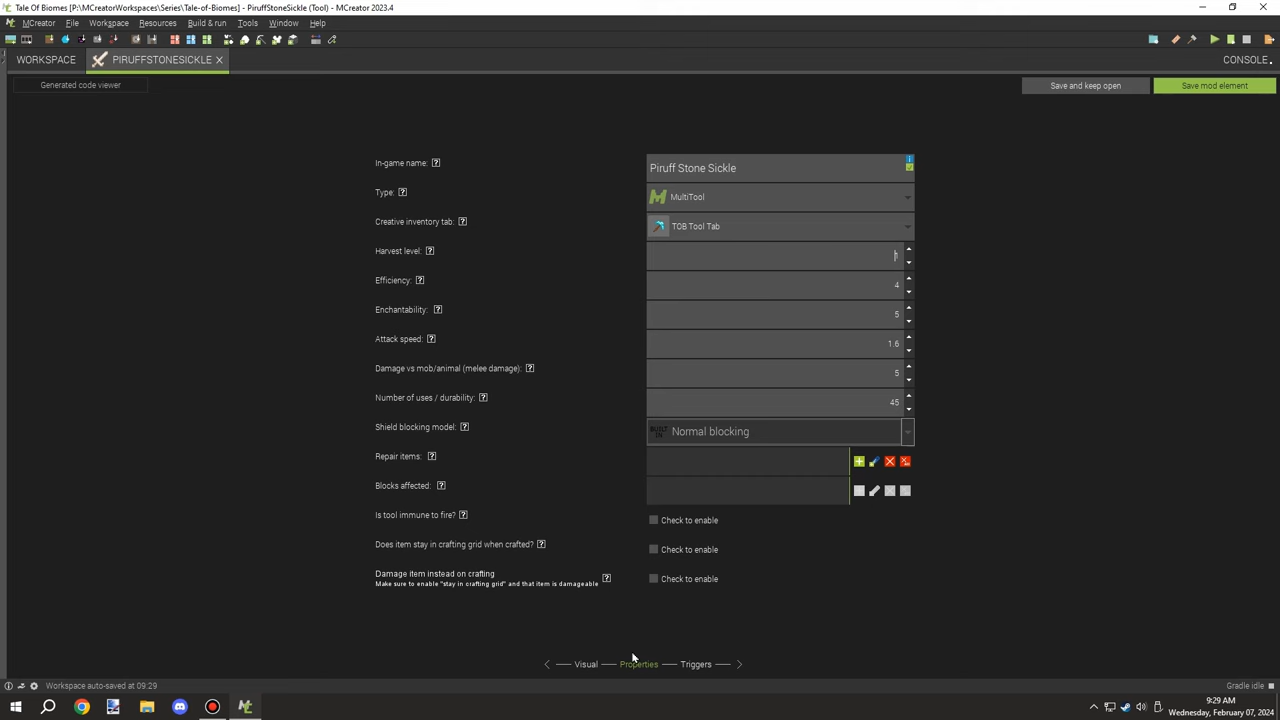 Tale Of Biomes [P:\MCreatorWorkspaces\Series\Tale-of-Biomes] - PiruffStoneSickle (Tool) - MCreator 2023.4
MCreator File Workspace Resources Build & run Tools Window Help
WORKSPACE PIRUFFSTONESICKLE CONSOLE
Generated code viewer Save and keep open Save mod element
In-game name: ? Piruff Stone Sickle
Type: ? MultiTool
Creative inventory tab: ? TOB Tool Tab
Harvest level: ? 1
Efficiency: ? 4
Enchantability: ? 5
Attack speed: ? 1.6
Damage vs mob/animal (melee damage): ? 5
Number of uses / durability: ? 45
Shield blocking model: ? BUILT IN Normal blocking
Repair items: ?
Blocks affected: ?
Is tool immune to fire? ? Check to enable
Does item stay in crafting grid when crafted? ? Check to enable
Damage item instead on crafting
Make sure to enable "stay in crafting grid" and that item is damageable ? Check to enable
Visual Properties Triggers
Workspace auto-saved at 09:29 Gradle idle
9:29 AM
Wednesday, February 07, 2024